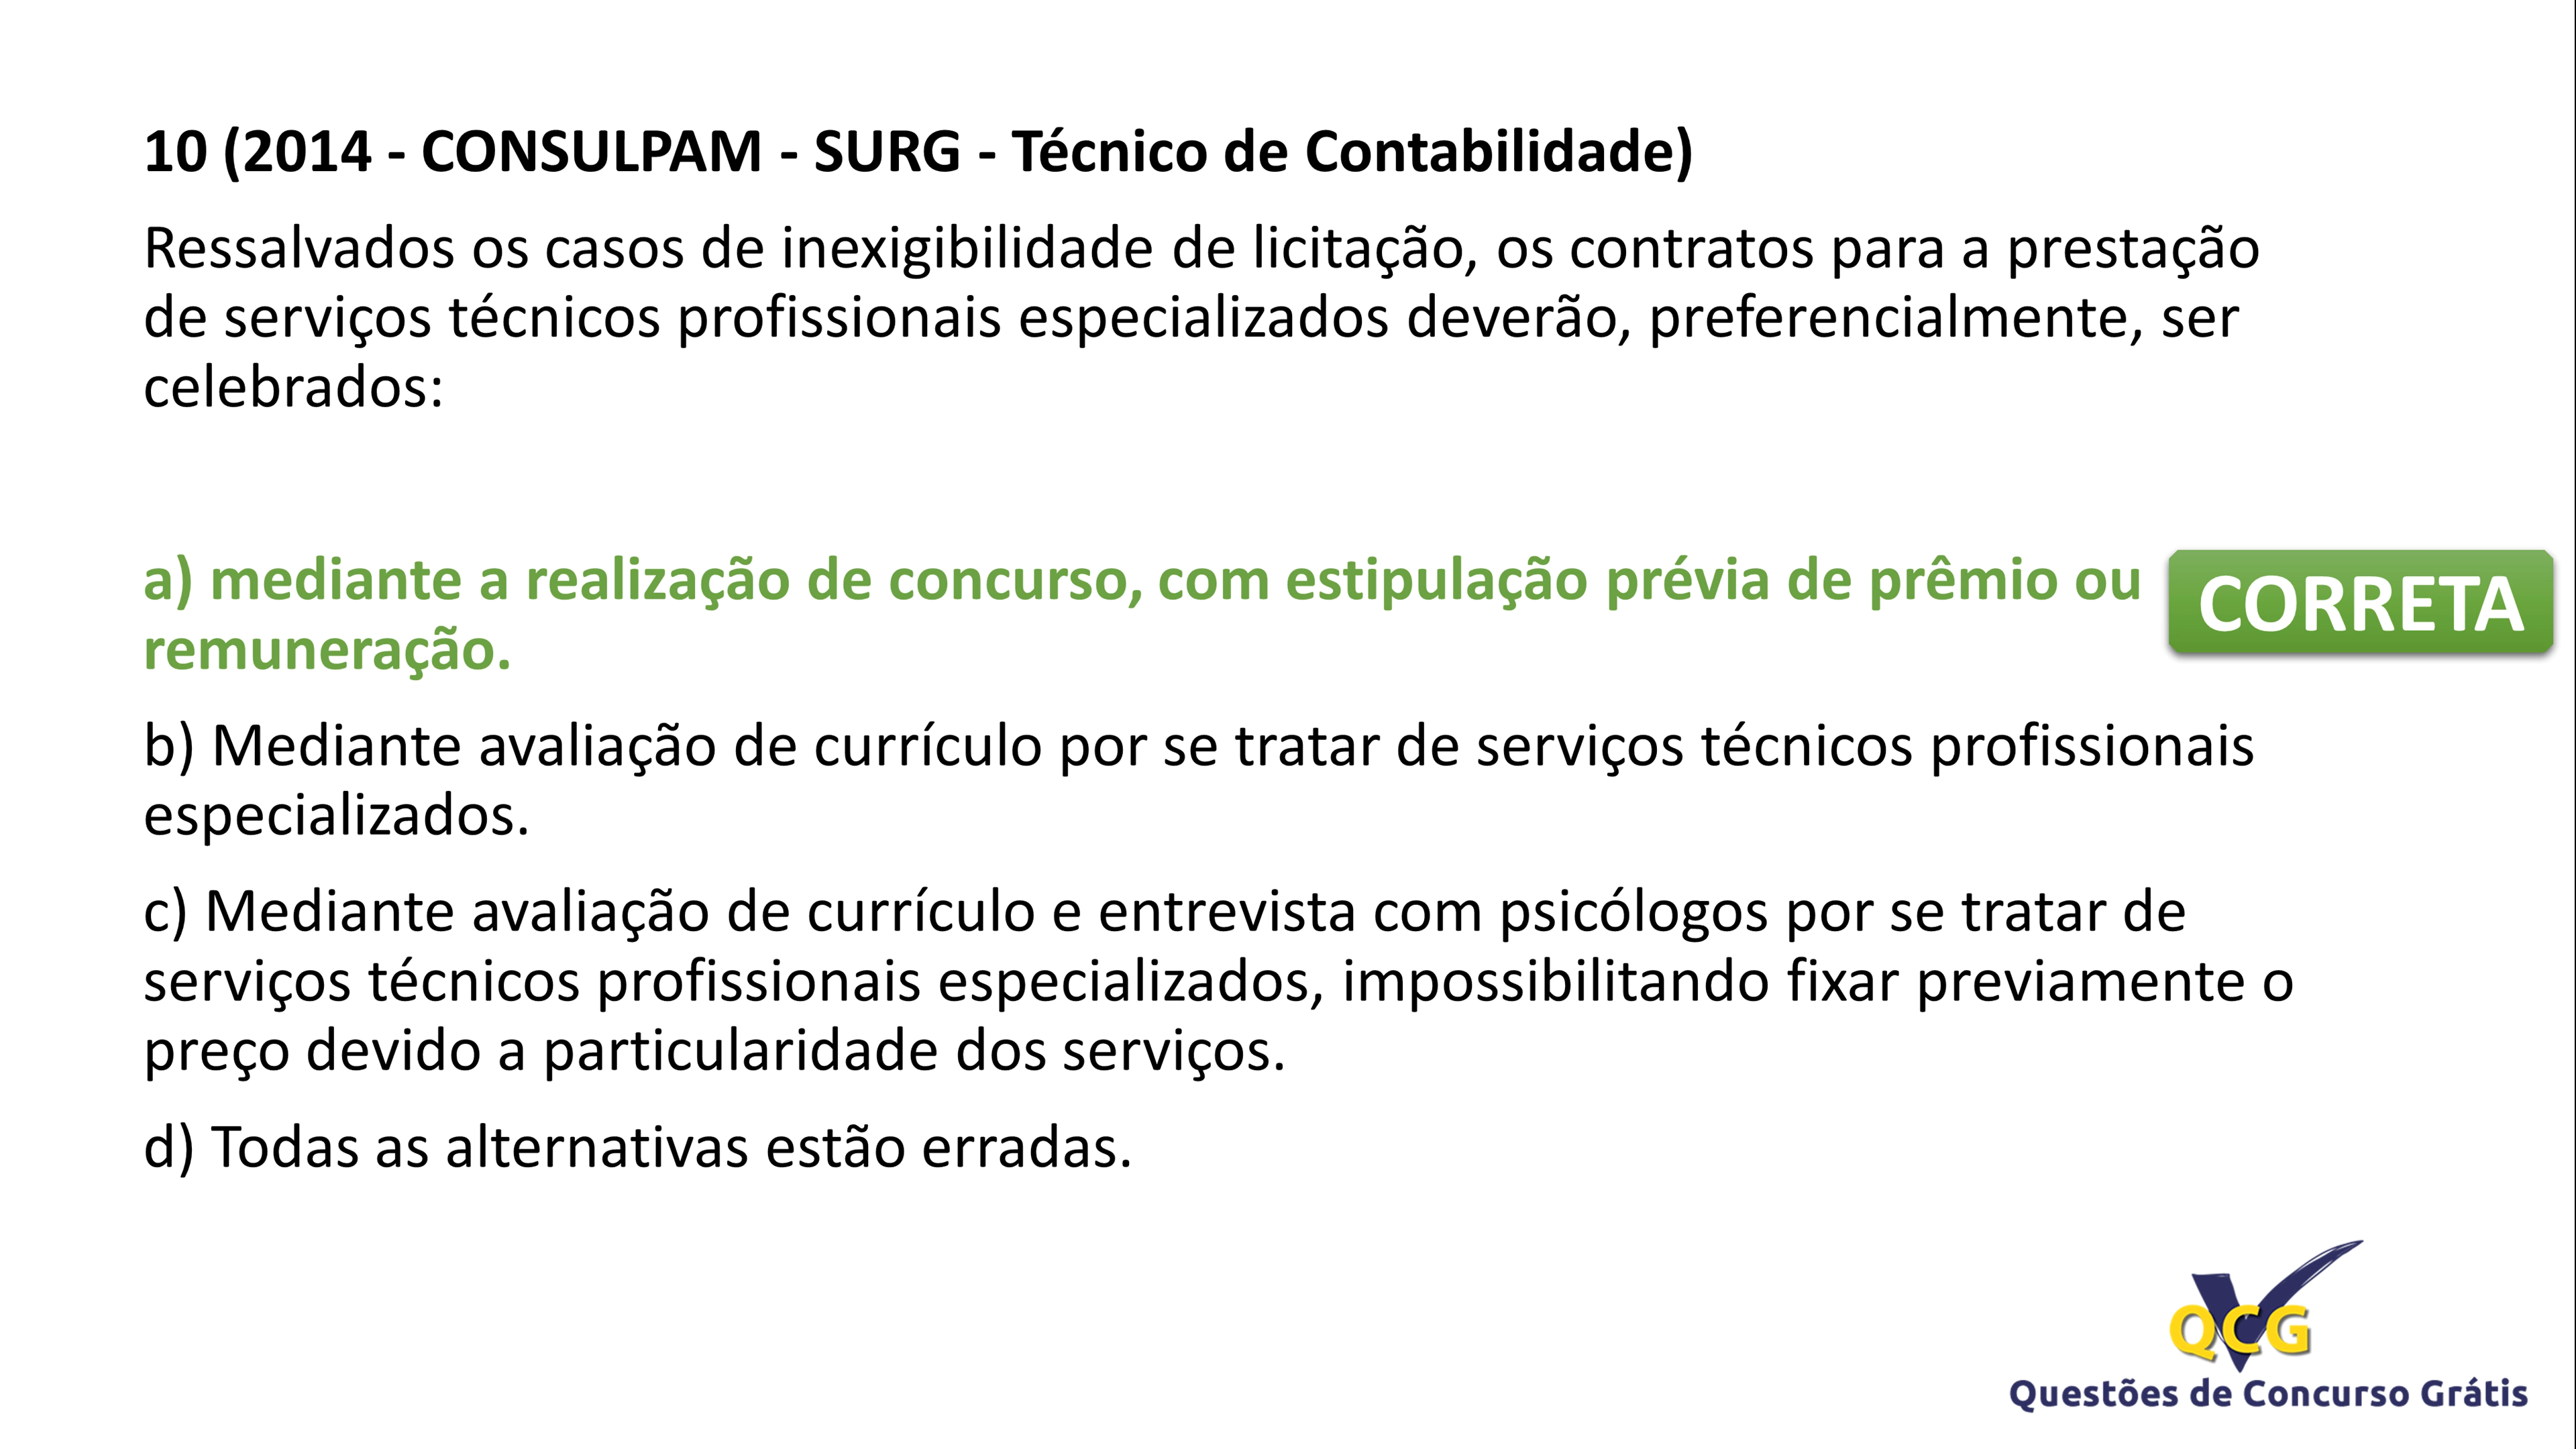 10 (2014 - CONSULPAM - SURG - Técnico de Contabilidade)
Ressalvados os casos de inexigibilidade de licitação, os contratos para a prestação
de serviços técnicos profissionais especializados deverão, preferencialmente, ser
celebrados:
a) mediante a realização de concurso, com estipulação prévia de prêmio ou
remuneração.
CORRETA
b) Mediante avaliação de currículo por se tratar de serviços técnicos profissionais
especializados.
c) Mediante avaliação de currículo e entrevista com psicólogos por se tratar de
serviços técnicos profissionais especializados, impossibilitando fixar previamente o
preço devido a particularidade dos serviços.
d) Todas as alternativas estão erradas.
QCG
Questões de Concurso Grátis